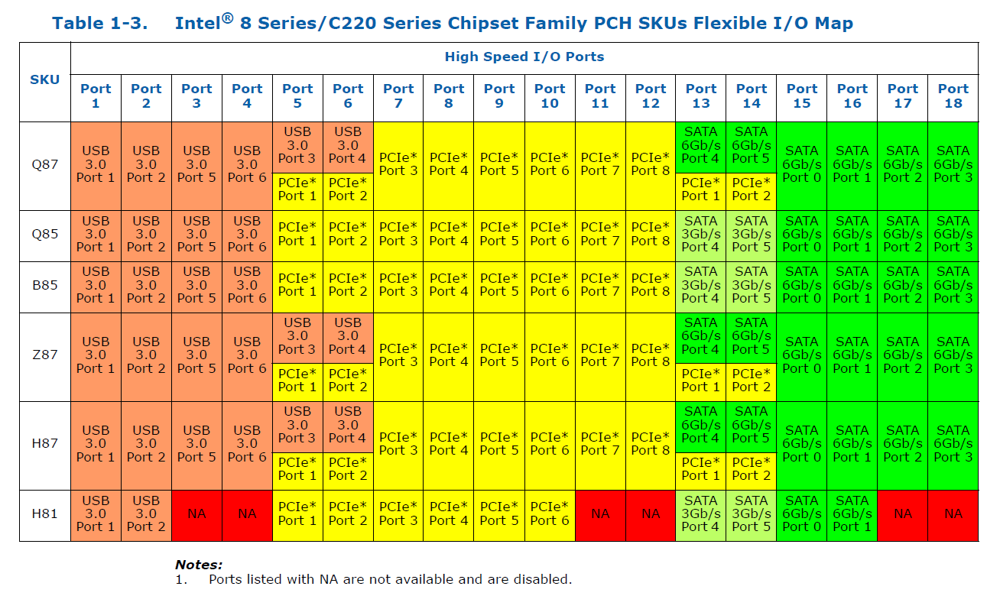 Table 1-3. Intel® 8 Series/C220 Series Chipset Family PCH SKUs Flexible I/O Map
SKU
High Speed I/O Ports
Port 1 Port 2 Port 3 Port 4 Port 5 Port 6 Port 7 Port 8 Port 9 Port 10 Port 11 Port 12 Port 13 Port 14 Port 15 Port 16 Port 17 Port 18
Q87 USB 3.0 Port 1 USB 3.0 Port 2 USB 3.0 Port 5 USB 3.0 Port 6 USB 3.0 Port 3 USB 3.0 Port 4 PCIe* Port 3 PCIe* Port 4 PCIe* Port 5 PCIe* Port 6 PCIe* Port 7 PCIe* Port 8 SATA 6Gb/s Port 4 SATA 6Gb/s Port 5 SATA 6Gb/s Port 0 SATA 6Gb/s Port 1 SATA 6Gb/s Port 2 SATA 6Gb/s Port 3
PCIe* Port 1 PCIe* Port 2 PCIe* Port 1 PCIe* Port 2
Q85 USB 3.0 Port 1 USB 3.0 Port 2 USB 3.0 Port 5 USB 3.0 Port 6 PCIe* Port 1 PCIe* Port 2 PCIe* Port 3 PCIe* Port 4 PCIe* Port 5 PCIe* Port 6 PCIe* Port 7 PCIe* Port 8 SATA 3Gb/s Port 4 SATA 3Gb/s Port 5 SATA 6Gb/s Port 0 SATA 6Gb/s Port 1 SATA 6Gb/s Port 2 SATA 6Gb/s Port 3
B85 USB 3.0 Port 1 USB 3.0 Port 2 USB 3.0 Port 5 USB 3.0 Port 6 PCIe* Port 1 PCIe* Port 2 PCIe* Port 3 PCIe* Port 4 PCIe* Port 5 PCIe* Port 6 PCIe* Port 7 PCIe* Port 8 SATA 3Gb/s Port 4 SATA 3Gb/s Port 5 SATA 6Gb/s Port 0 SATA 6Gb/s Port 1 SATA 6Gb/s Port 2 SATA 6Gb/s Port 3
Z87 USB 3.0 Port 1 USB 3.0 Port 2 USB 3.0 Port 5 USB 3.0 Port 6 USB 3.0 Port 3 USB 3.0 Port 4 PCIe* Port 3 PCIe* Port 4 PCIe* Port 5 PCIe* Port 6 PCIe* Port 7 PCIe* Port 8 SATA 6Gb/s Port 4 SATA 6Gb/s Port 5 SATA 6Gb/s Port 0 SATA 6Gb/s Port 1 SATA 6Gb/s Port 2 SATA 6Gb/s Port 3
PCIe* Port 1 PCIe* Port 2 PCIe* Port 1 PCIe* Port 2
H87 USB 3.0 Port 1 USB 3.0 Port 2 USB 3.0 Port 5 USB 3.0 Port 6 USB 3.0 Port 3 USB 3.0 Port 4 PCIe* Port 3 PCIe* Port 4 PCIe* Port 5 PCIe* Port 6 PCIe* Port 7 PCIe* Port 8 SATA 6Gb/s Port 4 SATA 6Gb/s Port 5 SATA 6Gb/s Port 0 SATA 6Gb/s Port 1 SATA 6Gb/s Port 2 SATA 6Gb/s Port 3
PCIe* Port 1 PCIe* Port 2 PCIe* Port 1 PCIe* Port 2
H81 USB 3.0 Port 1 USB 3.0 Port 2 NA NA PCIe* Port 1 PCIe* Port 2 PCIe* Port 3 PCIe* Port 4 PCIe* Port 5 PCIe* Port 6 NA NA SATA 3Gb/s Port 4 SATA 3Gb/s Port 5 SATA 6Gb/s Port 0 SATA 6Gb/s Port 1 NA NA
Notes:
1. Ports listed with NA are not available and are disabled.